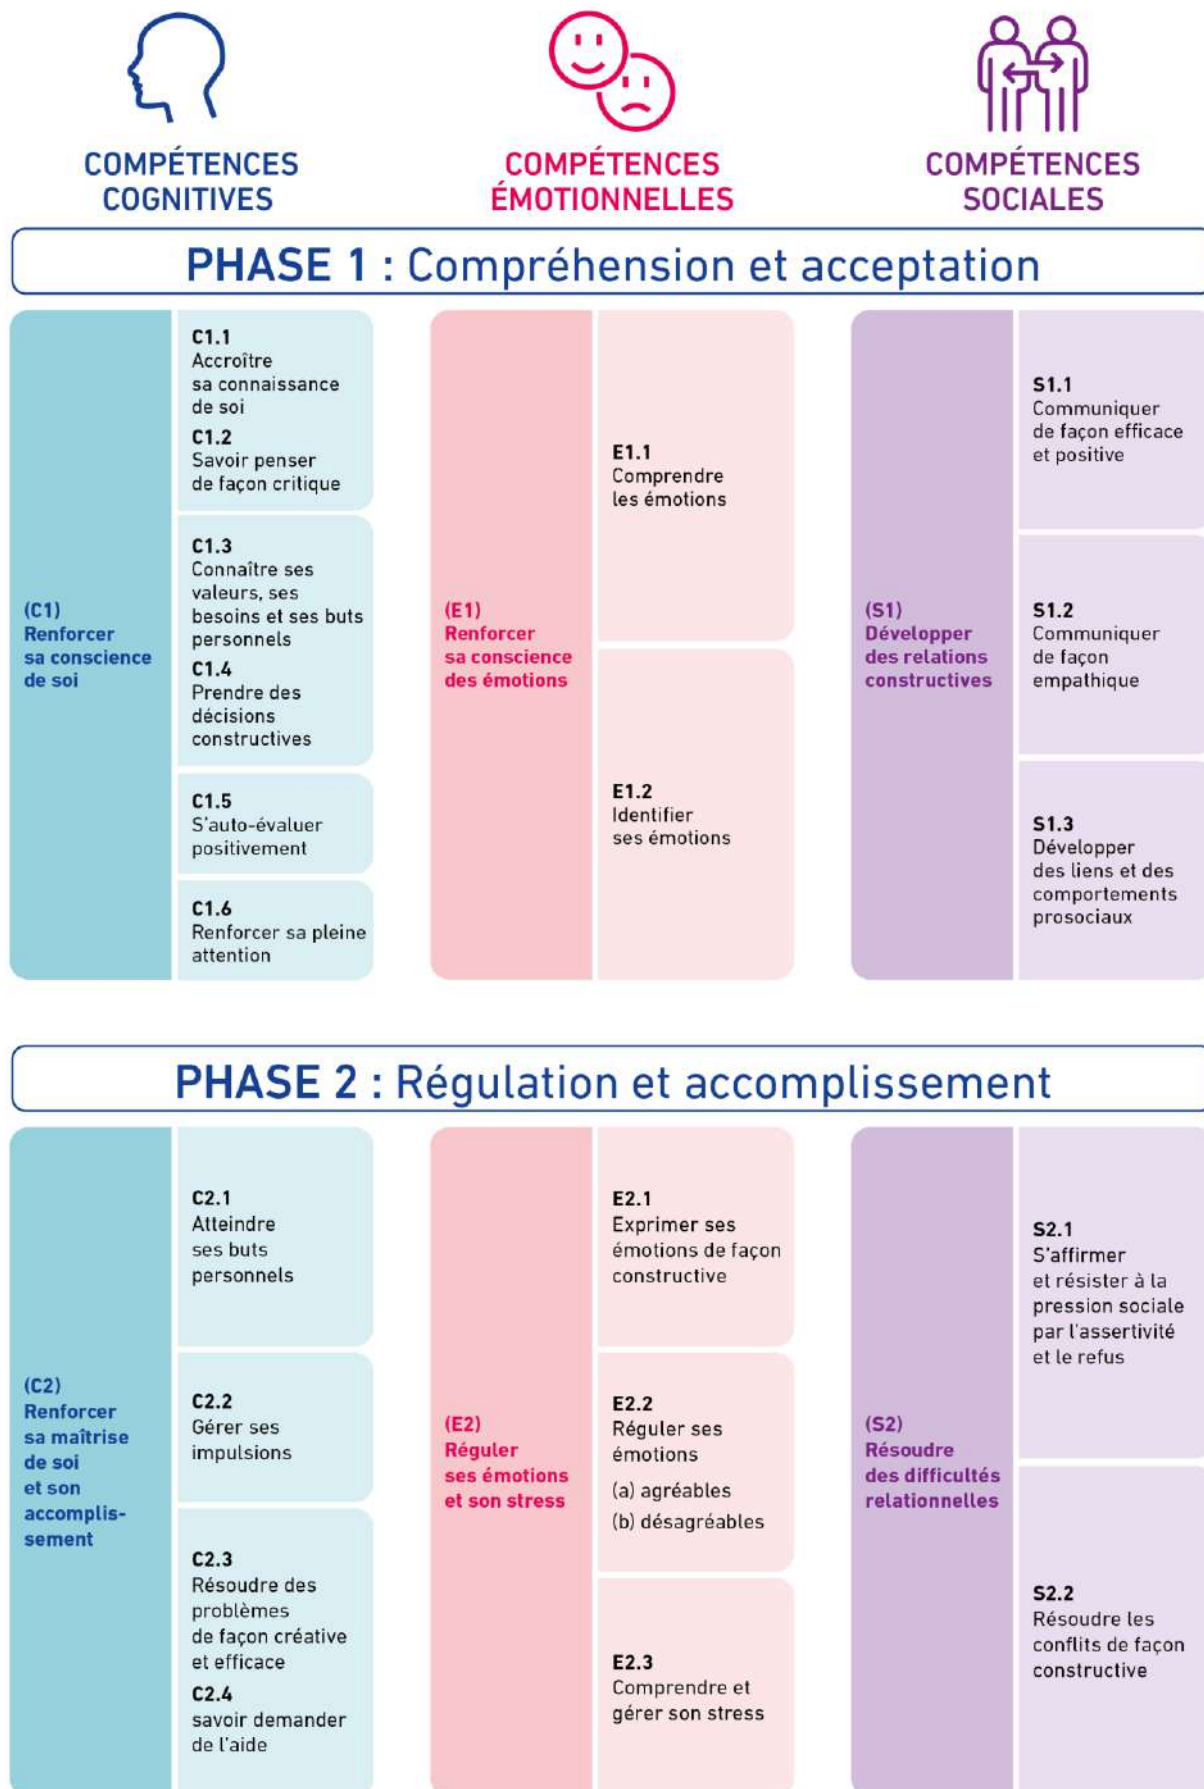 COMPÉTENCES
COGNITIVES
COMPÉTENCES
ÉMOTIONNELLES
COMPÉTENCES
SOCIALES
PHASE 1 : Compréhension et acceptation
(C1)
Renforcer
sa conscience
de soi
C1.1
Accroître
sa connaissance
de soi
C1.2
Savoir penser
de façon critique
C1.3
Connaître ses
valeurs, ses
besoins et ses buts
personnels
C1.4
Prendre des
décisions
constructives
C1.5
S'auto-évaluer
positivement
C1.6
Renforcer sa pleine
attention
(E1)
Renforcer
sa conscience
des émotions
E1.1
Comprendre
les émotions
E1.2
Identifier
ses émotions
(S1)
Développer
des relations
constructives
S1.1
Communiquer
de façon efficace
et positive
S1.2
Communiquer
de façon
empathique
S1.3
Développer
des liens et des
comportements
prosociaux
PHASE 2 : Régulation et accomplissement
(C2)
Renforcer
sa maîtrise
de soi
et son
accomplis-
sement
C2.1
Atteindre
ses buts
personnels
C2.2
Gérer ses
impulsions
C2.3
Résoudre des
problèmes
de façon créative
et efficace
C2.4
savoir demander
de l'aide
(E2)
Réguler
ses émotions
et son stress
E2.1
Exprimer ses
émotions de façon
constructive
E2.2
Réguler ses
émotions
(a) agréables
(b) désagréables
E2.3
Comprendre et
gérer son stress
(S2)
Résoudre
des difficultés
relationnelles
S2.1
S'affirmer
et résister à la
pression sociale
par l'assertivité
et le refus
S2.2
Résoudre les
conflits de façon
constructive